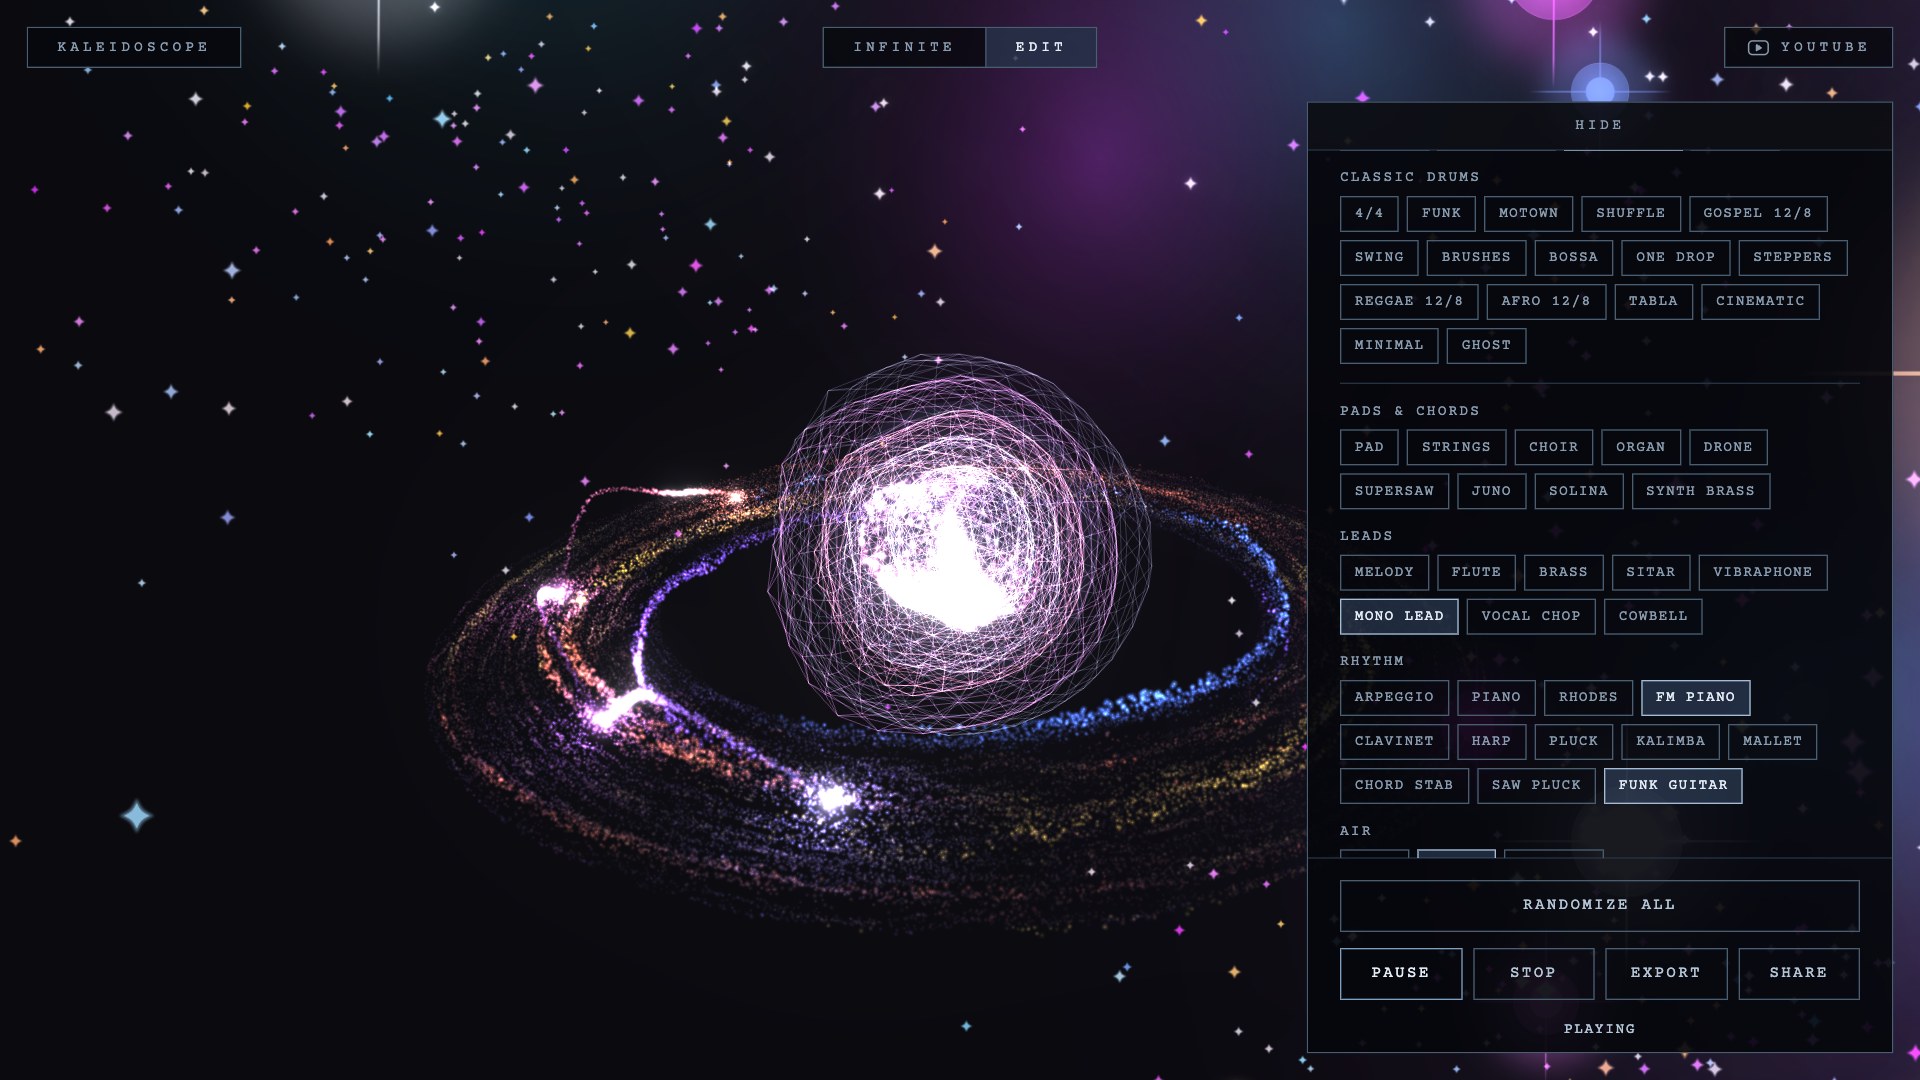 KALEIDOSCOPE
INFINITE EDIT
YOUTUBE
HIDE
CLASSIC DRUMS
4/4 FUNK MOTOWN SHUFFLE GOSPEL 12/8
SWING BRUSHES BOSSA ONE DROP STEPPERS
REGGAE 12/8 AFRO 12/8 TABLA CINEMATIC
MINIMAL GHOST
PADS & CHORDS
PAD STRINGS CHOIR ORGAN DRONE
SUPERSAW JUNO SOLINA SYNTH BRASS
LEADS
MELODY FLUTE BRASS SITAR VIBRAPHONE
MONO LEAD VOCAL CHOP COWBELL
RHYTHM
ARPEGGIO PIANO RHODES FM PIANO
CLAVINET HARP PLUCK KALIMBA MALLET
CHORD STAB SAW PLUCK FUNK GUITAR
AIR
RANDOMIZE ALL
PAUSE STOP EXPORT SHARE
PLAYING